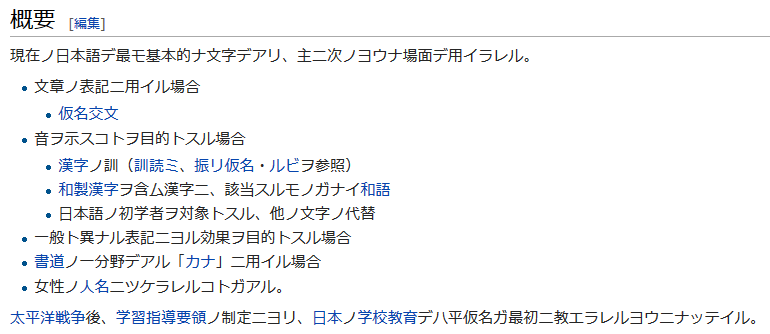 概要 [編集]
現在ノ日本語デ最モ基本的ナ文字デアリ、主ニ次ノヨウナ場面デ用イラレル。
文章ノ表記ニ用イル場合
仮名交文
音ヲ示スコトヲ目的トスル場合
漢字ノ訓（訓読ミ、振リ仮名・ルビヲ参照）
和製漢字ヲ含ム漢字ニ、該当スルモノガナイ和語
日本語ノ初学者ヲ対象トスル、他ノ文字ノ代替
一般ト異ナル表記ニヨル効果ヲ目的トスル場合
書道ノ一分野デアル「カナ」ニ用イル場合
女性ノ人名ニツケラレルコトガアル。
太平洋戦争後、学習指導要領ノ制定ニヨリ、日本ノ学校教育デハ平仮名ガ最初ニ教エラレルヨウニナッテイル。